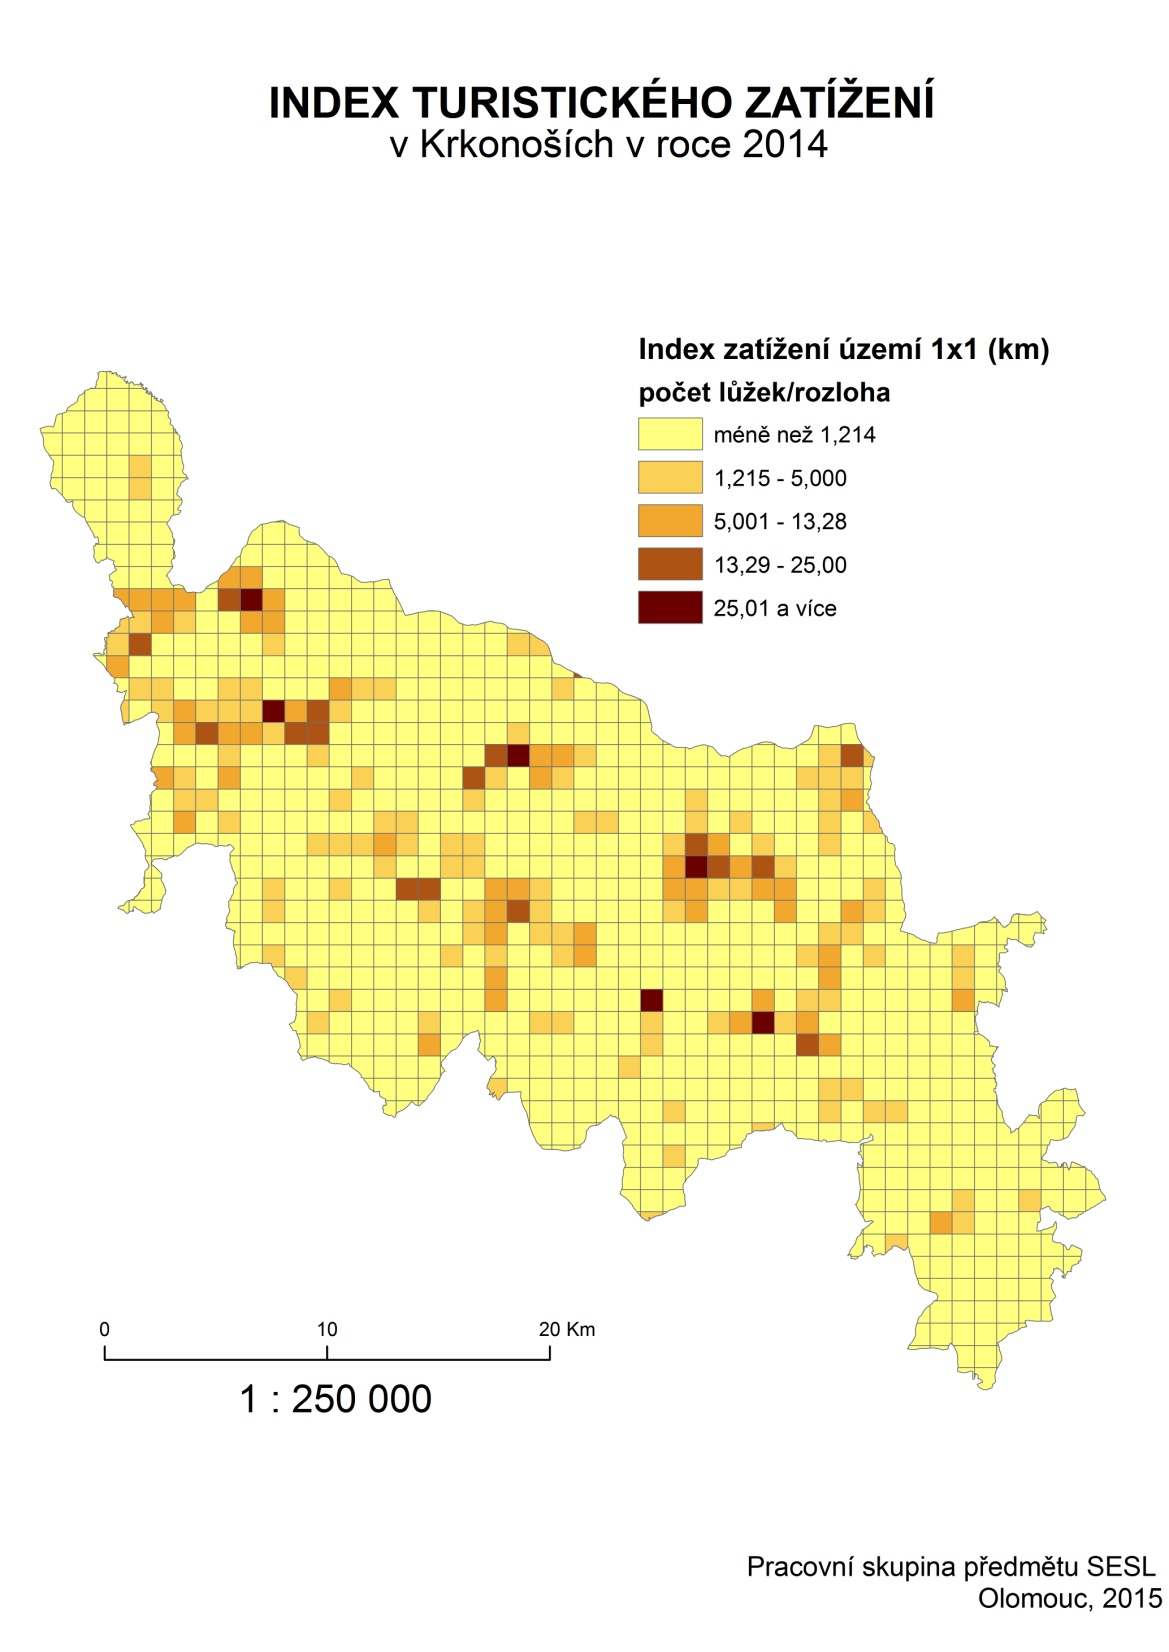 INDEX TURISTICKÉHO ZATÍŽENÍ
v Krkonoších v roce 2014
Index zatížení území 1x1 (km)
počet lůžek/rozloha
méně než 1,214
1,215 - 5,000
5,001 - 13,28
13,29 - 25,00
25,01 a více
0 10 20 Km
1 : 250 000
Pracovní skupina předmětu SESL
Olomouc, 2015